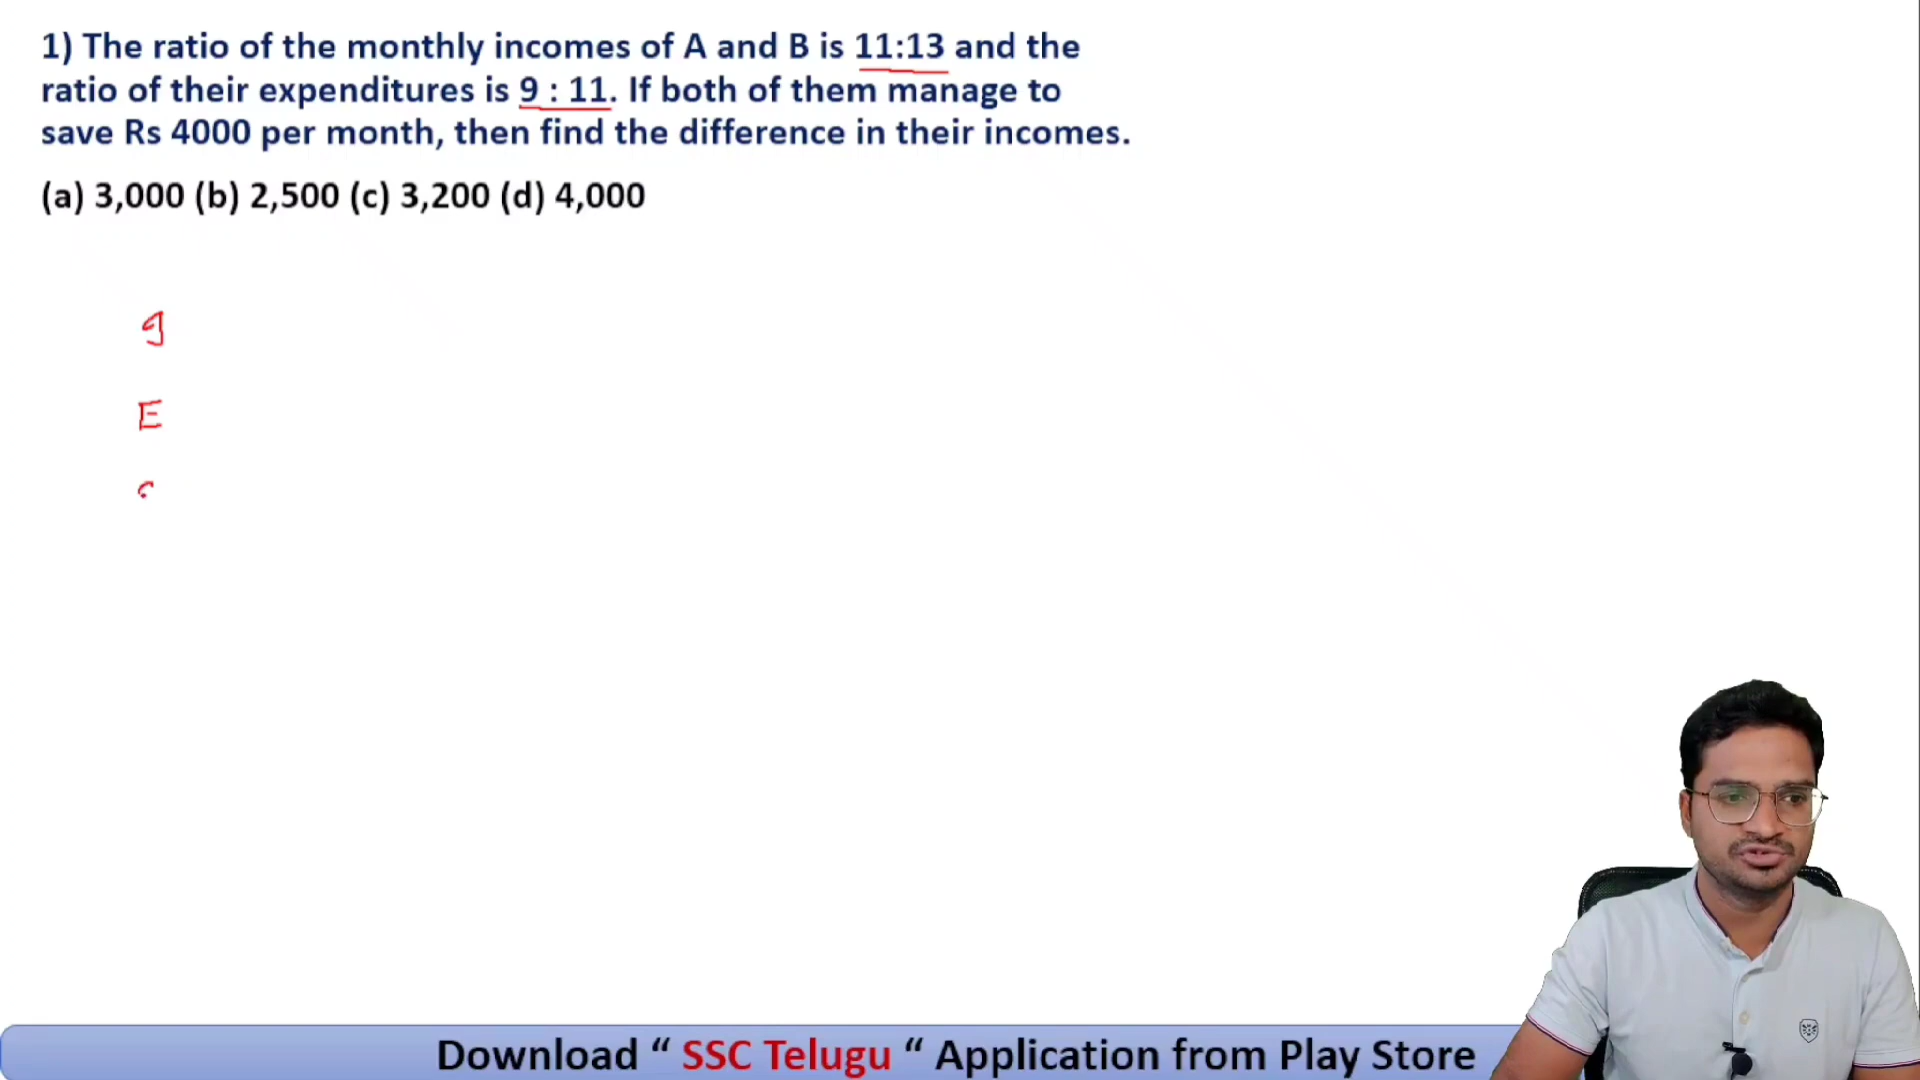 1) The ratio of the monthly incomes of A and B is 11:13 and the
ratio of their expenditures is 9 : 11. If both of them manage to
save Rs 4000 per month, then find the difference in their incomes.
(a) 3,000 (b) 2,500 (c) 3,200 (d) 4,000
E
Download “ SSC Telugu “ Application from Play Store